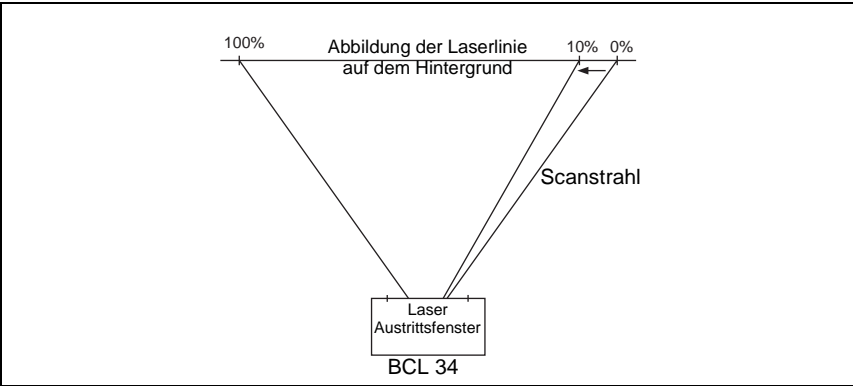 100% Abbildung der Laserlinie 10% 0%
auf dem Hintergrund
Scanstrahl
Laser
Austrittsfenster
BCL 34